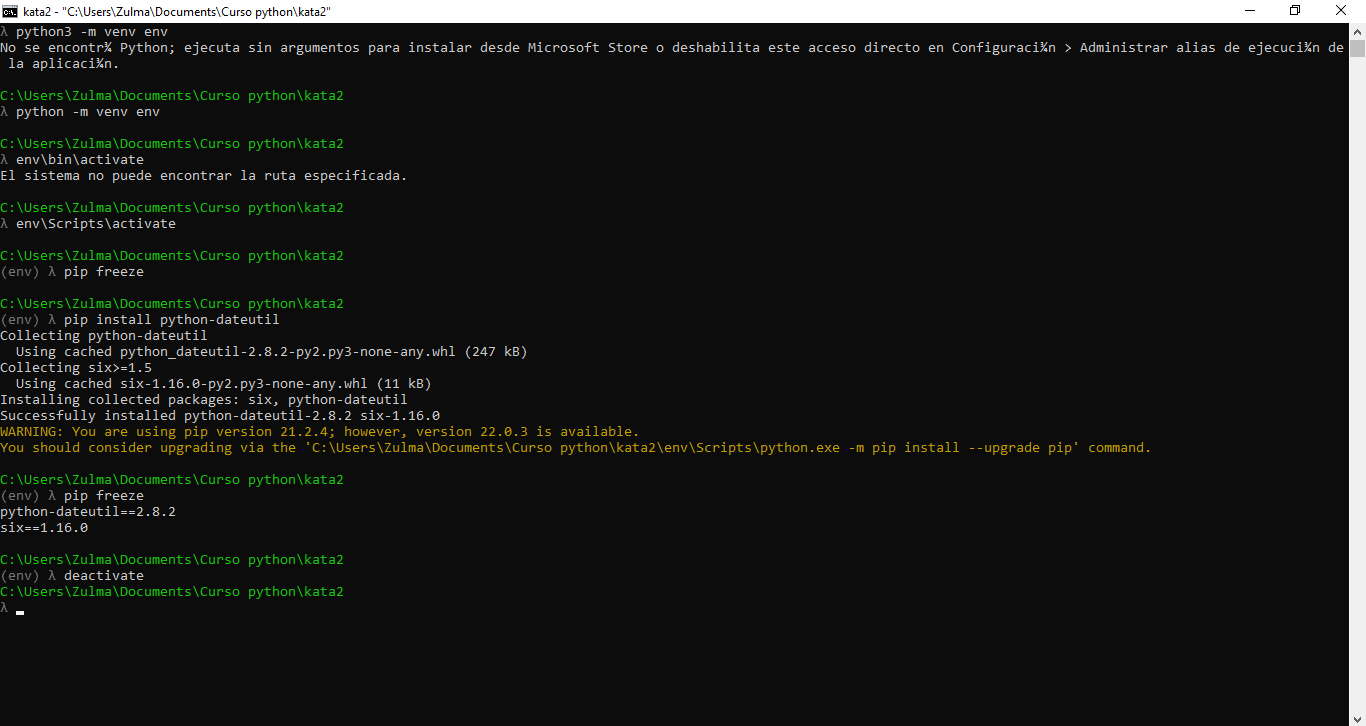 kata2 - "C:\Users\Zulma\Documents\Curso python\kata2"
λ python3 -m venv env
No se encontr¾ Python; ejecuta sin argumentos para instalar desde Microsoft Store o deshabilita este acceso directo en Configuraci¾n > Administrar alias de ejecuci¾n de
 la aplicaci¾n.
C:\Users\Zulma\Documents\Curso python\kata2
λ python -m venv env
C:\Users\Zulma\Documents\Curso python\kata2
λ env\bin\activate
El sistema no puede encontrar la ruta especificada.
C:\Users\Zulma\Documents\Curso python\kata2
λ env\Scripts\activate
C:\Users\Zulma\Documents\Curso python\kata2
(env) λ pip freeze
C:\Users\Zulma\Documents\Curso python\kata2
(env) λ pip install python-dateutil
Collecting python-dateutil
  Using cached python_dateutil-2.8.2-py2.py3-none-any.whl (247 kB)
Collecting six>=1.5
  Using cached six-1.16.0-py2.py3-none-any.whl (11 kB)
Installing collected packages: six, python-dateutil
Successfully installed python-dateutil-2.8.2 six-1.16.0
WARNING: You are using pip version 21.2.4; however, version 22.0.3 is available.
You should consider upgrading via the 'C:\Users\Zulma\Documents\Curso python\kata2\env\Scripts\python.exe -m pip install --upgrade pip' command.
C:\Users\Zulma\Documents\Curso python\kata2
(env) λ pip freeze
python-dateutil==2.8.2
six==1.16.0
C:\Users\Zulma\Documents\Curso python\kata2
(env) λ deactivate
C:\Users\Zulma\Documents\Curso python\kata2
λ